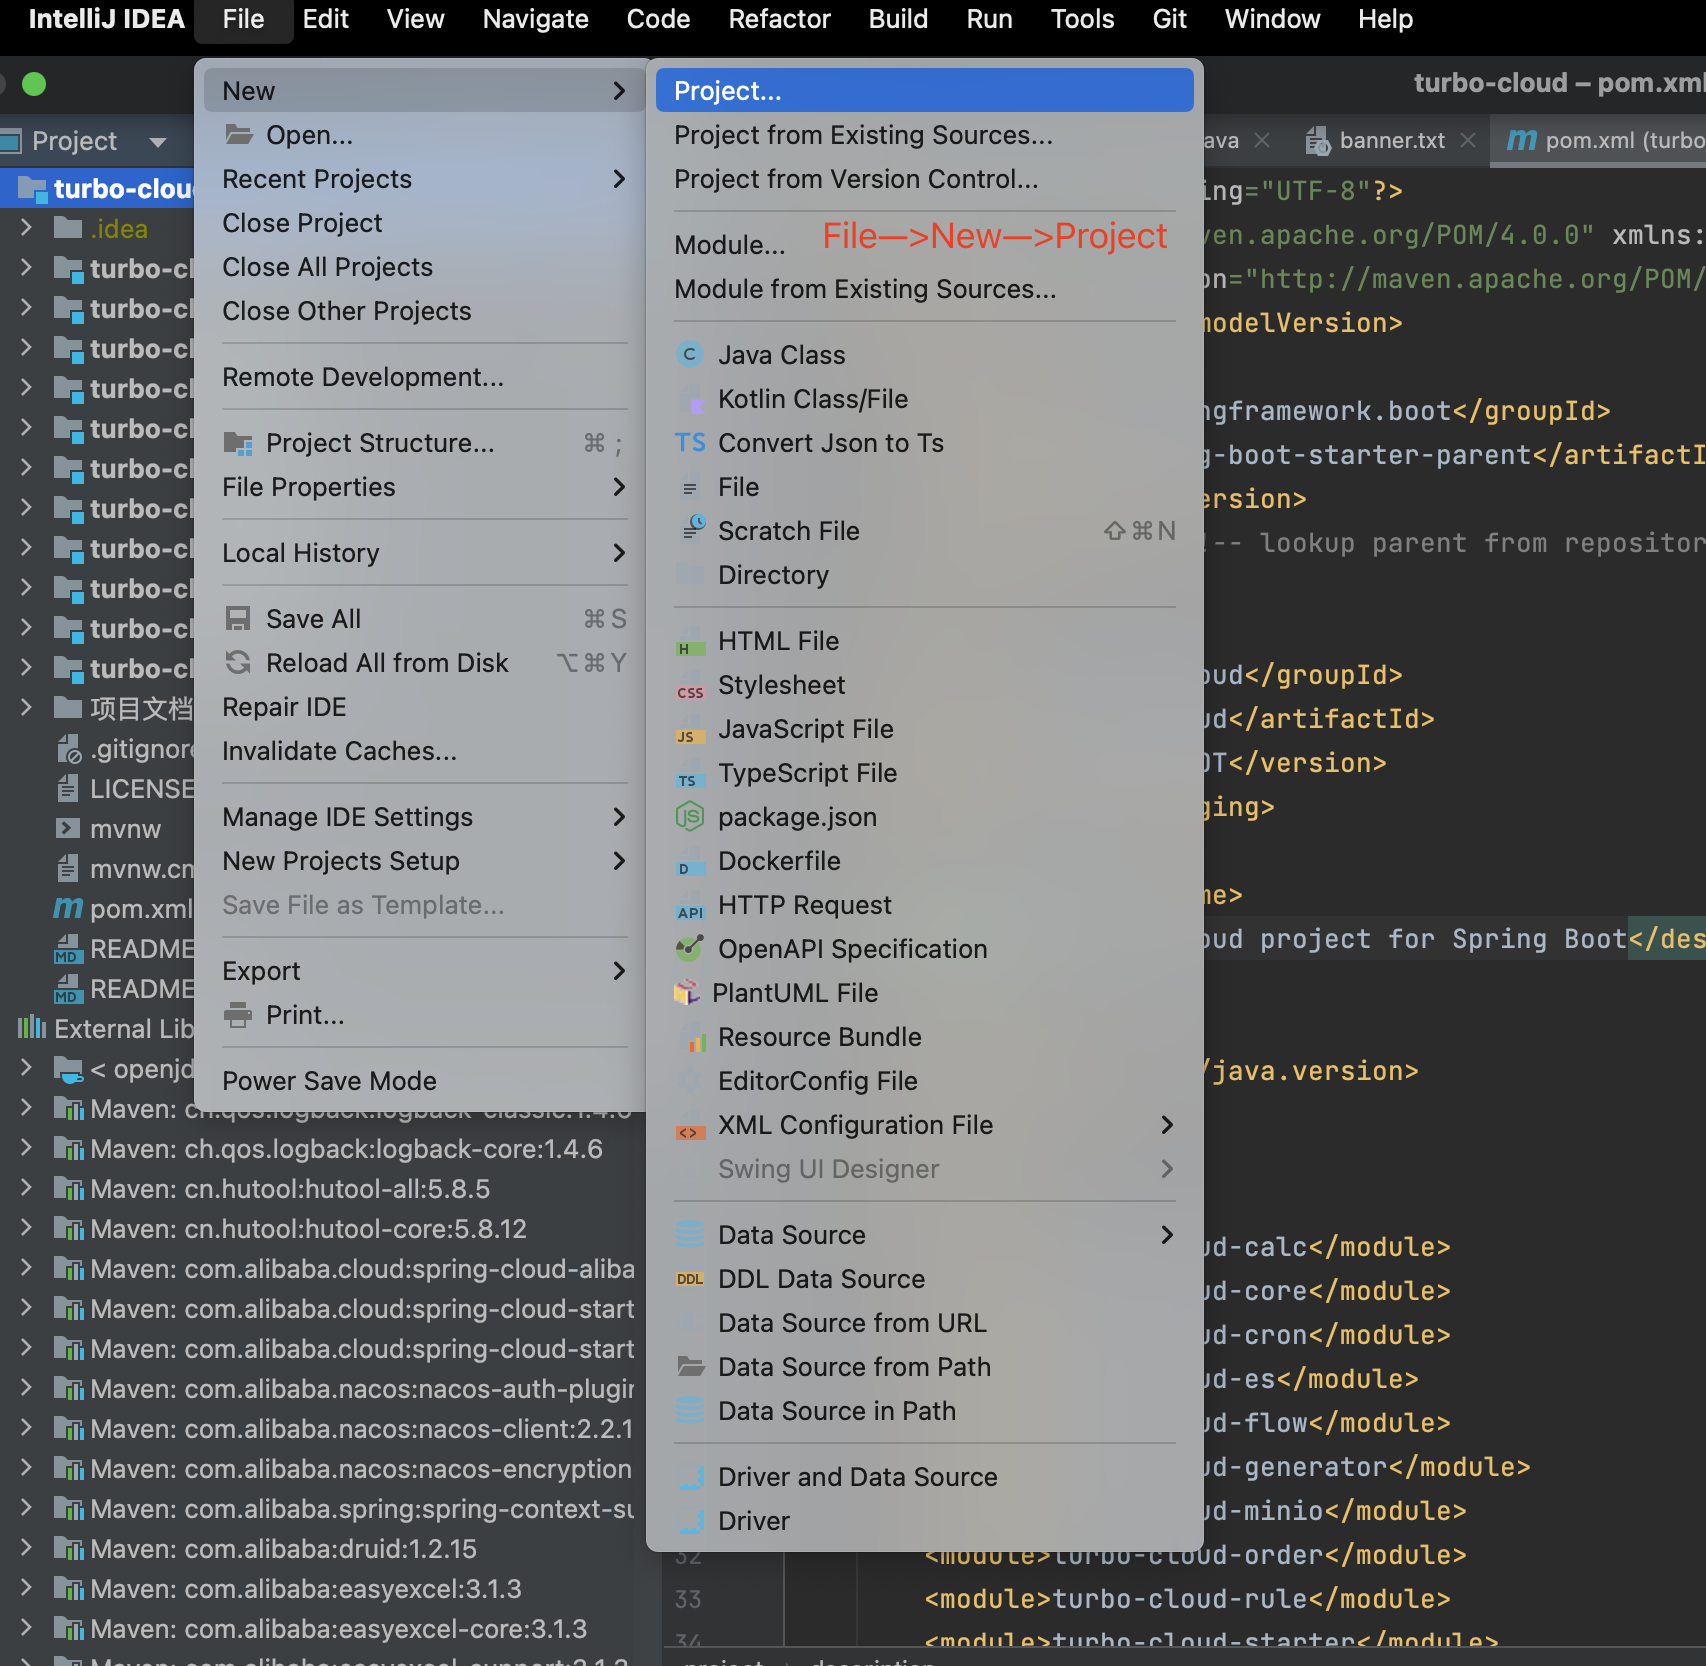 IntelliJ IDEA File Edit View Navigate Code Refactor Build Run Tools Git Window Help
turbo-cloud – pom.xml
Project
banner.txt
pom.xml (turbo
turbo-clou
.idea
turbo-cl
turbo-cl
turbo-cl
turbo-cl
turbo-cl
turbo-cl
turbo-cl
turbo-cl
turbo-cl
turbo-cl
turbo-cl
项目文档
.gitignore
LICENSE
mvnw
mvnw.cm
pom.xml
README
README
External Lib
< openjd
Maven: ch.qos.logback:logback-classic:1.4.6
Maven: ch.qos.logback:logback-core:1.4.6
Maven: cn.hutool:hutool-all:5.8.5
Maven: cn.hutool:hutool-core:5.8.12
Maven: com.alibaba.cloud:spring-cloud-aliba
Maven: com.alibaba.cloud:spring-cloud-start
Maven: com.alibaba.cloud:spring-cloud-start
Maven: com.alibaba.nacos:nacos-auth-plugin
Maven: com.alibaba.nacos:nacos-client:2.2.1
Maven: com.alibaba.nacos:nacos-encryption
Maven: com.alibaba.spring:spring-context-su
Maven: com.alibaba:druid:1.2.15
Maven: com.alibaba:easyexcel:3.1.3
Maven: com.alibaba:easyexcel-core:3.1.3
New
Open...
Recent Projects
Close Project
Close All Projects
Close Other Projects
Remote Development...
Project Structure... ⌘ ;
File Properties
Local History
Save All ⌘ S
Reload All from Disk ⌥ ⌘ Y
Repair IDE
Invalidate Caches...
Manage IDE Settings
New Projects Setup
Save File as Template...
Export
Print...
Power Save Mode
Project...
Project from Existing Sources...
Project from Version Control...
File—>New—>Project
Module...
Module from Existing Sources...
Java Class
Kotlin Class/File
TS Convert Json to Ts
File
Scratch File ⇧ ⌘ N
Directory
HTML File
Stylesheet
JavaScript File
TypeScript File
package.json
Dockerfile
HTTP Request
OpenAPI Specification
PlantUML File
Resource Bundle
EditorConfig File
XML Configuration File
Swing UI Designer
Data Source
DDL Data Source
Data Source from URL
Data Source from Path
Data Source in Path
Driver and Data Source
Driver
ing="UTF-8"?>
ven.apache.org/POM/4.0.0" xmlns:
on="http://maven.apache.org/POM/
modelVersion>
ngframework.boot</groupId>
g-boot-starter-parent</artifactI
ersion>
!-- lookup parent from repositor
oud</groupId>
ud</artifactId>
OT</version>
ging>
me>
oud project for Spring Boot</des
/java.version>
ud-calc</module>
ud-core</module>
ud-cron</module>
ud-es</module>
ud-flow</module>
ud-generator</module>
ud-minio</module>
32 <module>turbo-cloud-order</module>
33 <module>turbo-cloud-rule</module>
34 <module>turbo-cloud-starter</module>